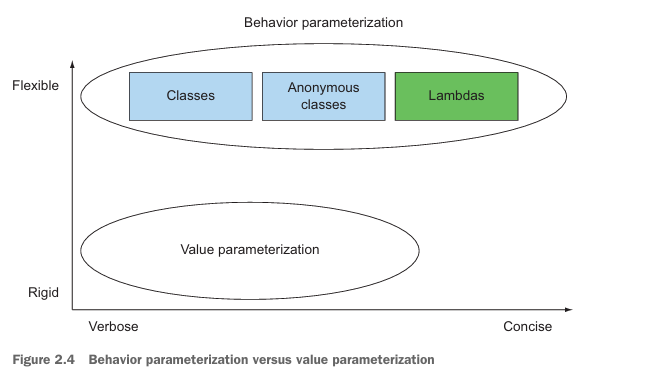 Behavior parameterization
Flexible
Classes
Anonymous
classes
Lambdas
Value parameterization
Rigid
Verbose
Concise
Figure 2.4 Behavior parameterization versus value parameterization